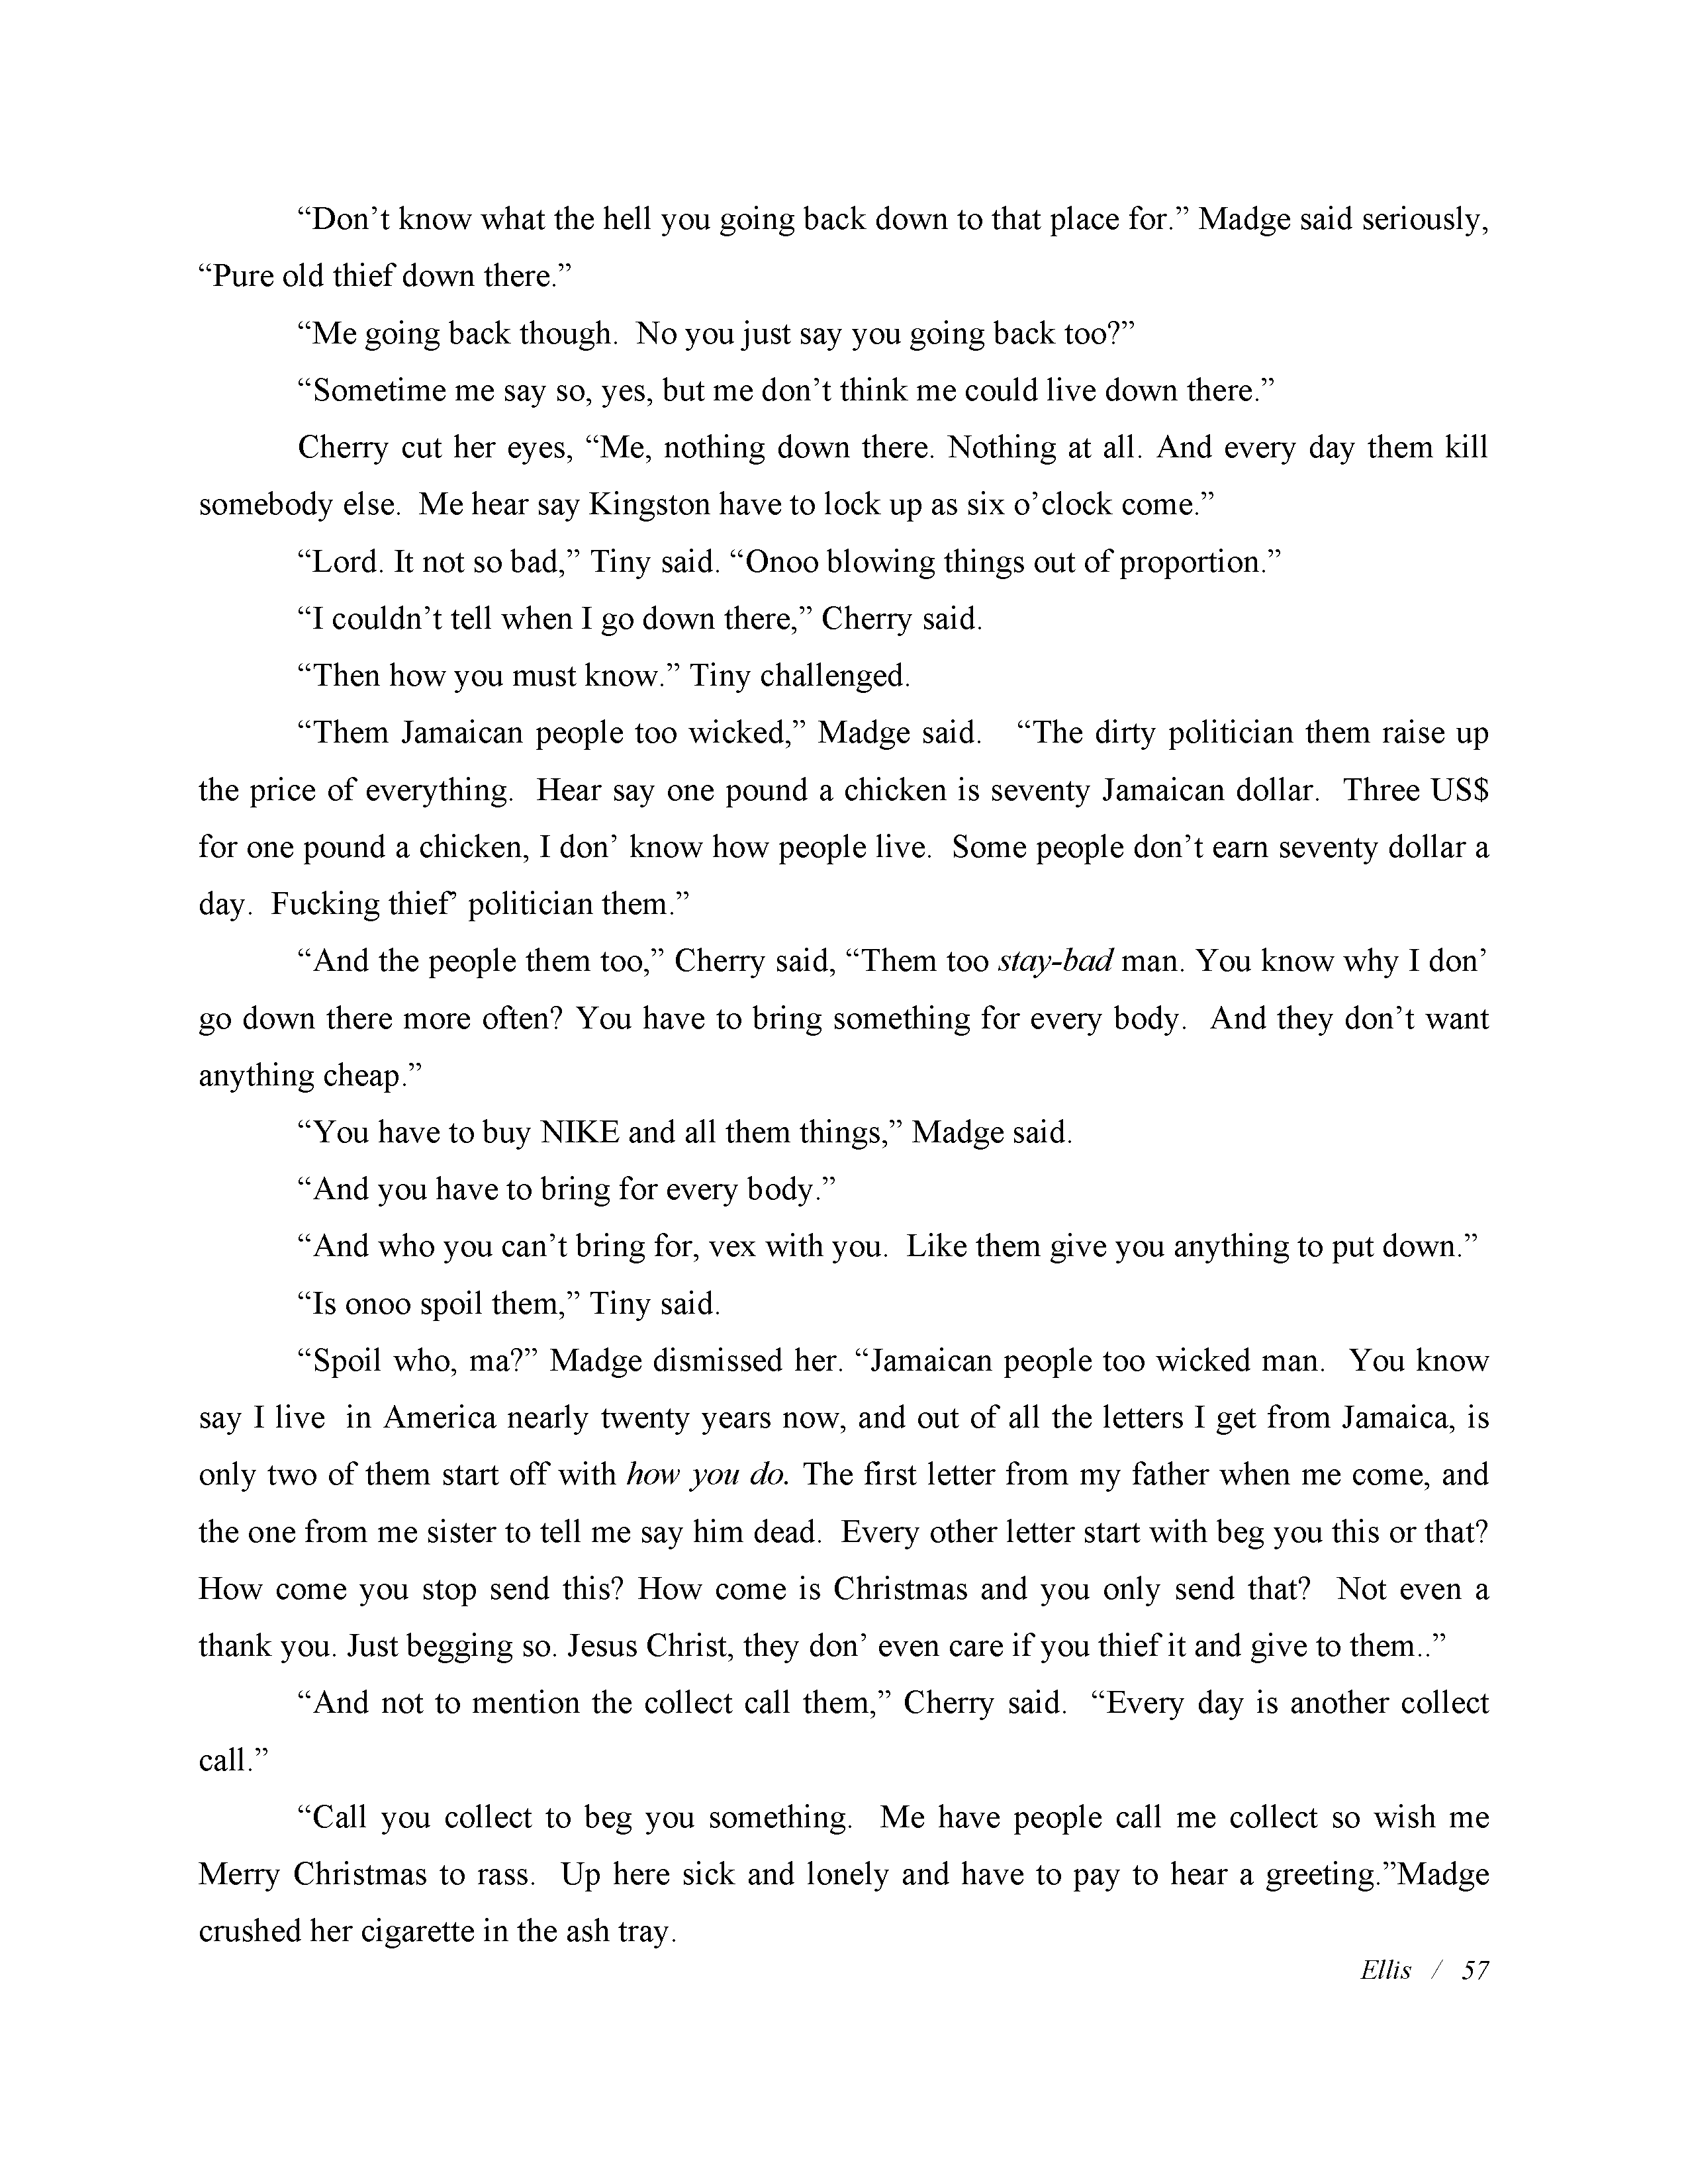 “Don’t know what the hell you going back down to that place for.” Madge said seriously,
“Pure old thief down there.”
“Me going back though.  No you just say you going back too?”
“Sometime me say so, yes, but me don’t think me could live down there.”
Cherry cut her eyes, “Me, nothing down there. Nothing at all. And every day them kill
somebody else.  Me hear say Kingston have to lock up as six o’clock come.”
“Lord. It not so bad,” Tiny said. “Onoo blowing things out of proportion.”
“I couldn’t tell when I go down there,” Cherry said.
“Then how you must know.” Tiny challenged.
“Them Jamaican people too wicked,” Madge said.  “The dirty politician them raise up
the price of everything.  Hear say one pound a chicken is seventy Jamaican dollar.  Three US$
for one pound a chicken, I don’ know how people live.  Some people don’t earn seventy dollar a
day.  Fucking thief’ politician them.”
“And the people them too,” Cherry said, “Them too stay-bad man. You know why I don’
go down there more often? You have to bring something for every body.  And they don’t want
anything cheap.”
“You have to buy NIKE and all them things,” Madge said.
“And you have to bring for every body.”
“And who you can’t bring for, vex with you.  Like them give you anything to put down.”
“Is onoo spoil them,” Tiny said.
“Spoil who, ma?” Madge dismissed her. “Jamaican people too wicked man.  You know
say I live  in America nearly twenty years now, and out of all the letters I get from Jamaica, is
only two of them start off with how you do. The first letter from my father when me come, and
the one from me sister to tell me say him dead.  Every other letter start with beg you this or that?
How come you stop send this? How come is Christmas and you only send that?  Not even a
thank you. Just begging so. Jesus Christ, they don’ even care if you thief it and give to them..”
“And not to mention the collect call them,” Cherry said.  “Every day is another collect
call.”
“Call you collect to beg you something.  Me have people call me collect so wish me
Merry Christmas to rass.  Up here sick and lonely and have to pay to hear a greeting.”Madge
crushed her cigarette in the ash tray.
Ellis / 57